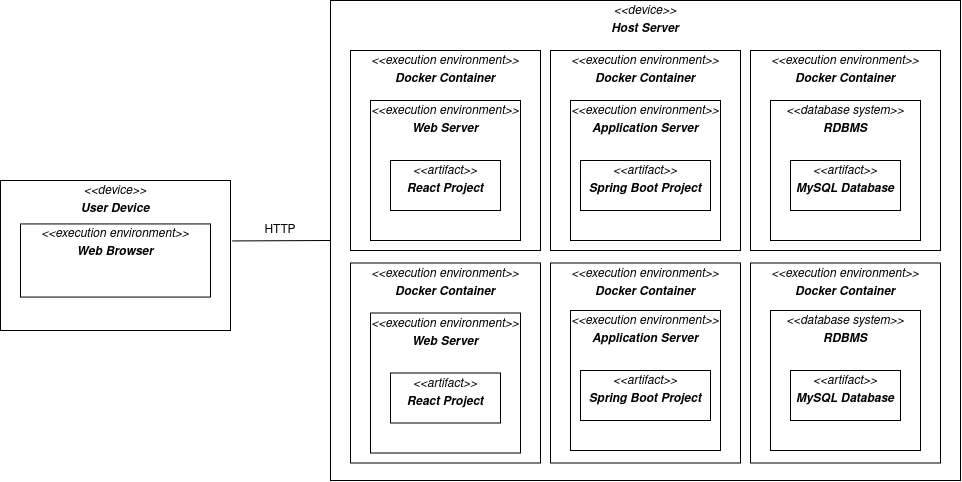 <<device>>
Host Server
<<execution environment>>
Docker Container
<<execution environment>>
Web Server
<<artifact>>
React Project
<<execution environment>>
Docker Container
<<execution environment>>
Application Server
<<artifact>>
Spring Boot Project
<<execution environment>>
Docker Container
<<database system>>
RDBMS
<<artifact>>
MySQL Database
<<device>>
User Device
<<execution environment>>
Web Browser
HTTP
<<execution environment>>
Docker Container
<<execution environment>>
Web Server
<<artifact>>
React Project
<<execution environment>>
Docker Container
<<execution environment>>
Application Server
<<artifact>>
Spring Boot Project
<<execution environment>>
Docker Container
<<database system>>
RDBMS
<<artifact>>
MySQL Database